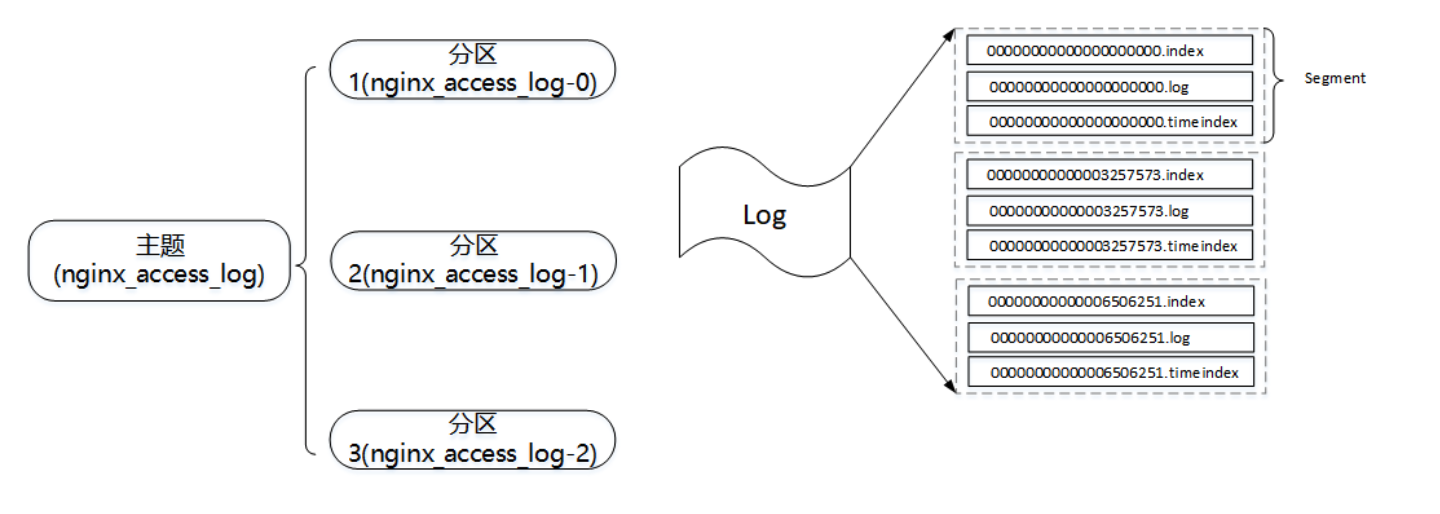 主题
(nginx_access_log)
分区
1(nginx_access_log-0)
分区
2(nginx_access_log-1)
分区
3(nginx_access_log-2)
Log
00000000000000000000.index
00000000000000000000.log
00000000000000000000.timeindex
Segment
00000000000003257573.index
00000000000003257573.log
00000000000003257573.timeindex
00000000000006506251.index
00000000000006506251.log
00000000000006506251.timeindex